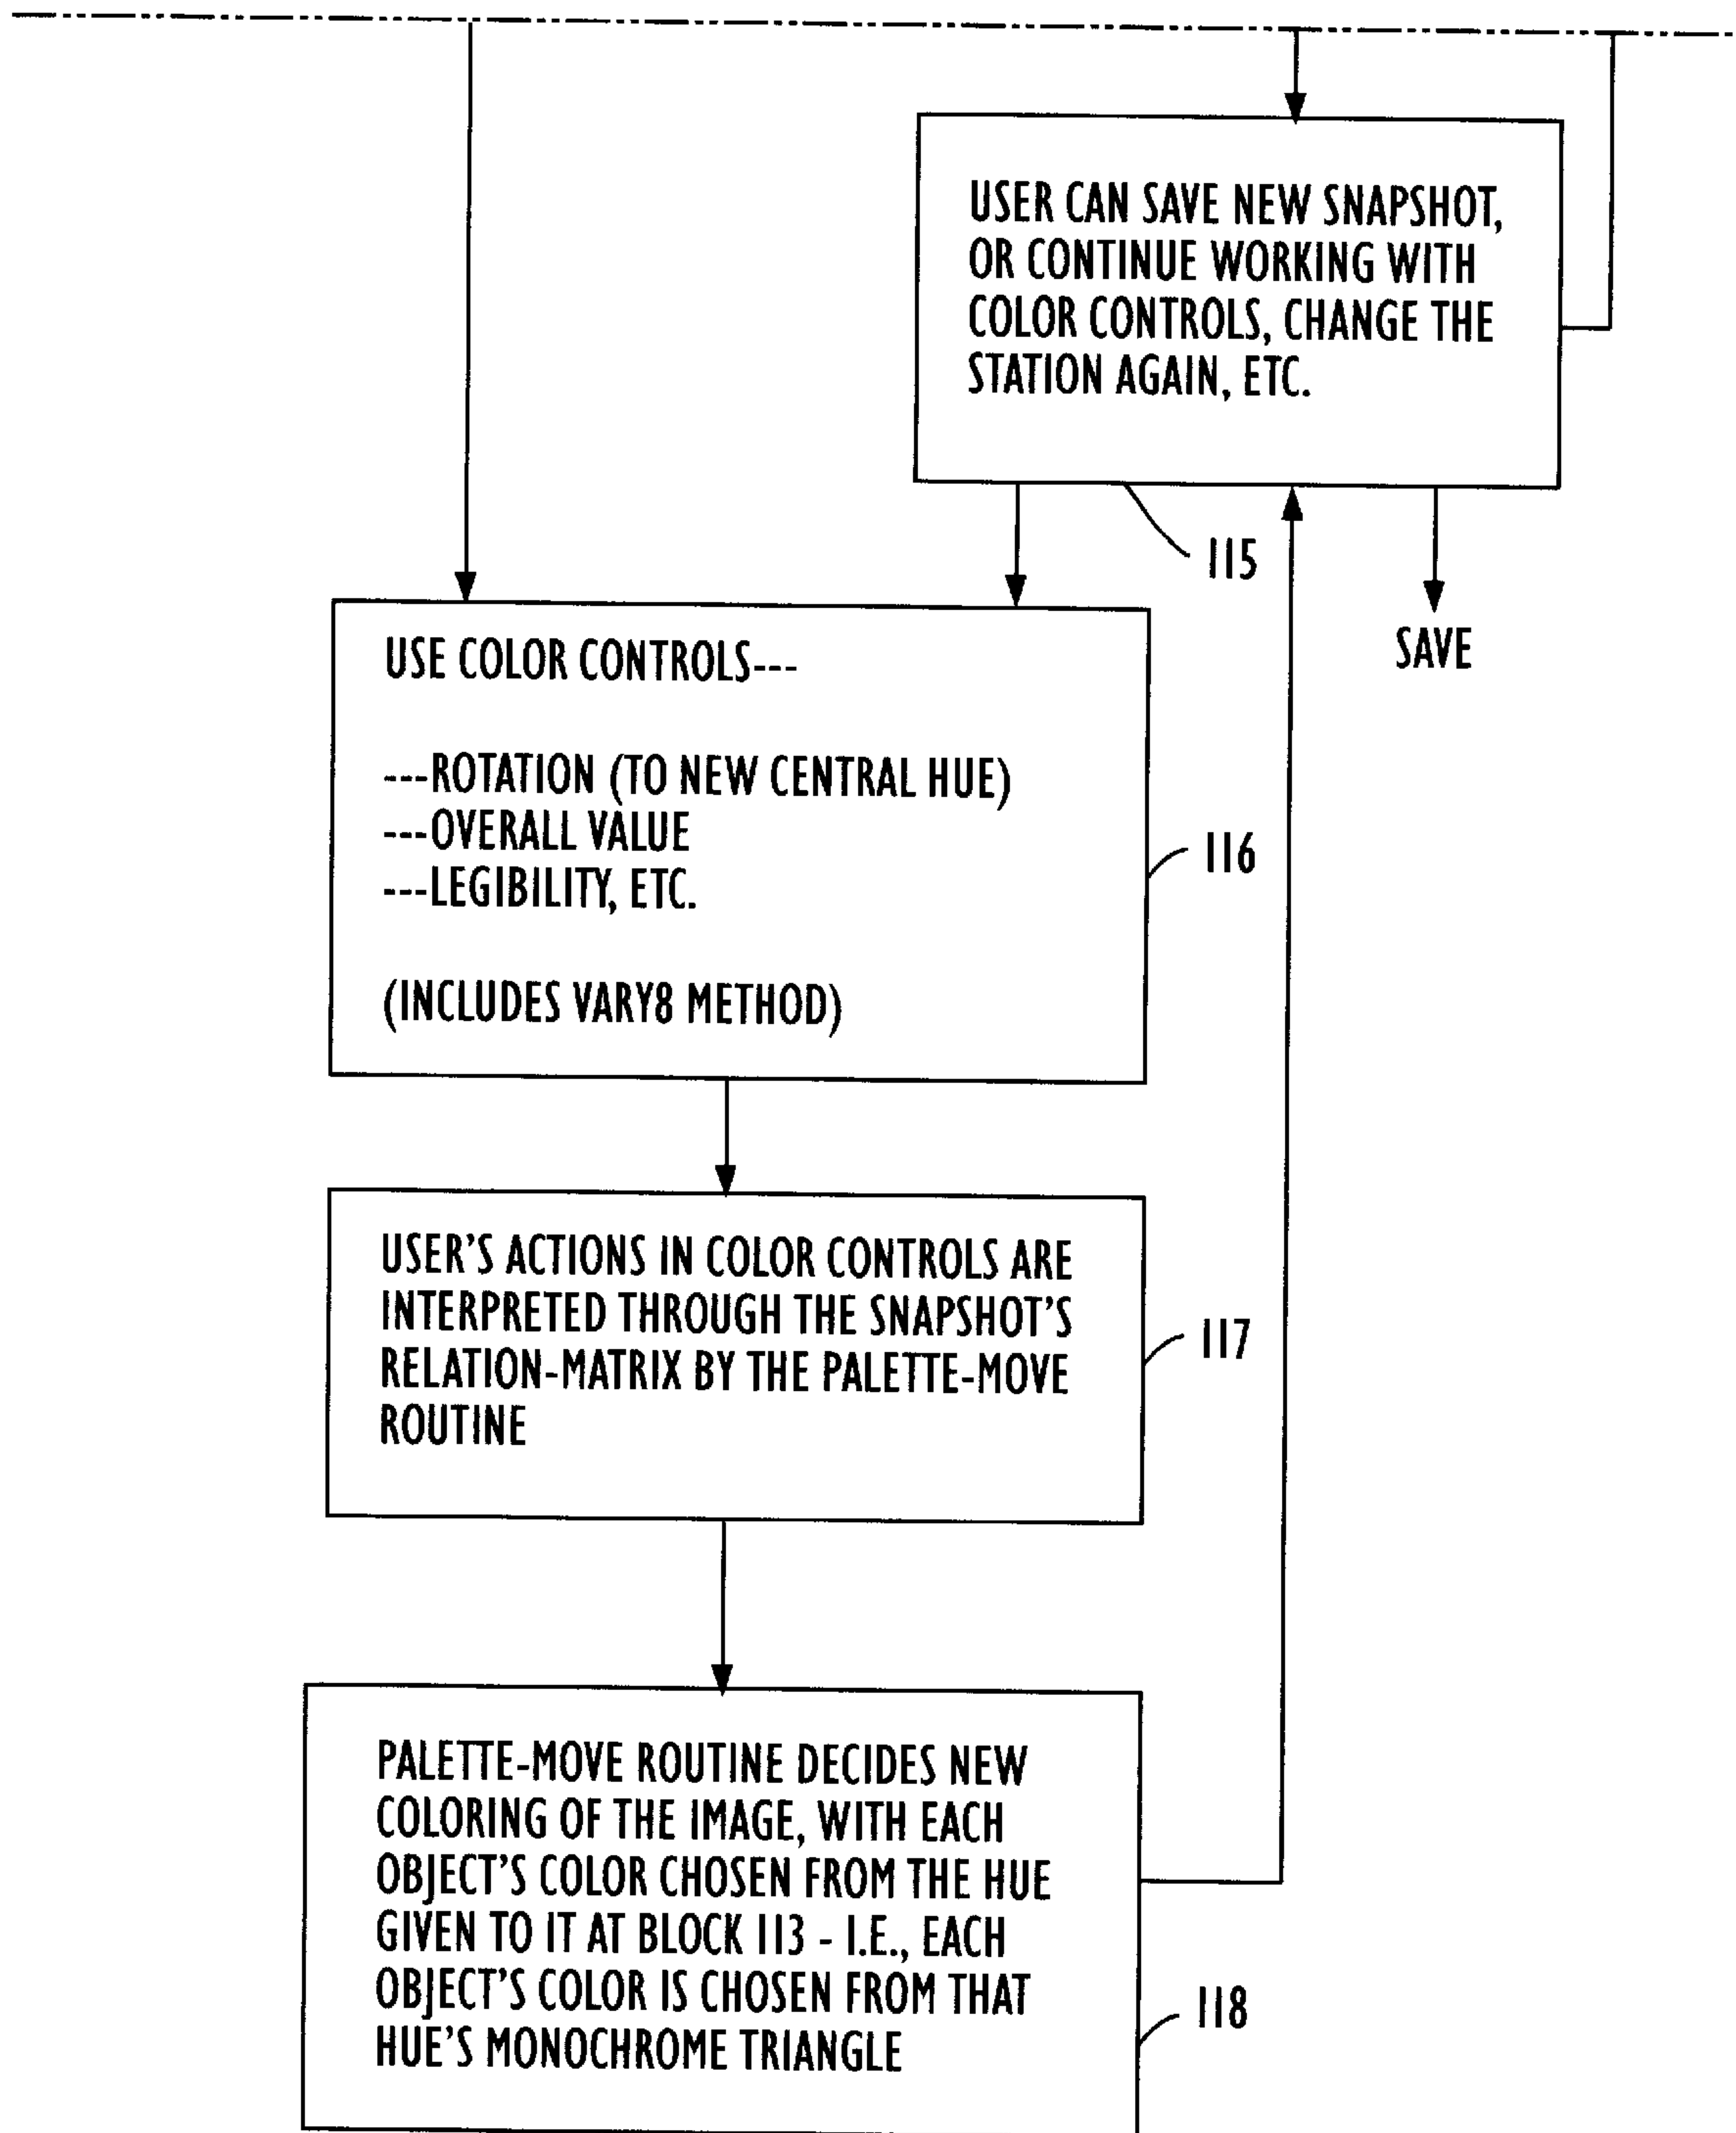 USER CAN SAVE NEW SNAPSHOT,
OR CONTINUE WORKING WITH
COLOR CONTROLS, CHANGE THE
STATION AGAIN, ETC.
115
SAVE
USE COLOR CONTROLS---
---ROTATION (TO NEW CENTRAL HUE)
---OVERALL VALUE
---LEGIBILITY, ETC.
(INCLUDES VARY8 METHOD)
116
USER'S ACTIONS IN COLOR CONTROLS ARE
INTERPRETED THROUGH THE SNAPSHOT'S
RELATION-MATRIX BY THE PALETTE-MOVE
ROUTINE
117
PALETTE-MOVE ROUTINE DECIDES NEW
COLORING OF THE IMAGE, WITH EACH
OBJECT'S COLOR CHOSEN FROM THE HUE
GIVEN TO IT AT BLOCK 113 - I.E., EACH
OBJECT'S COLOR IS CHOSEN FROM THAT
HUE'S MONOCHROME TRIANGLE
118